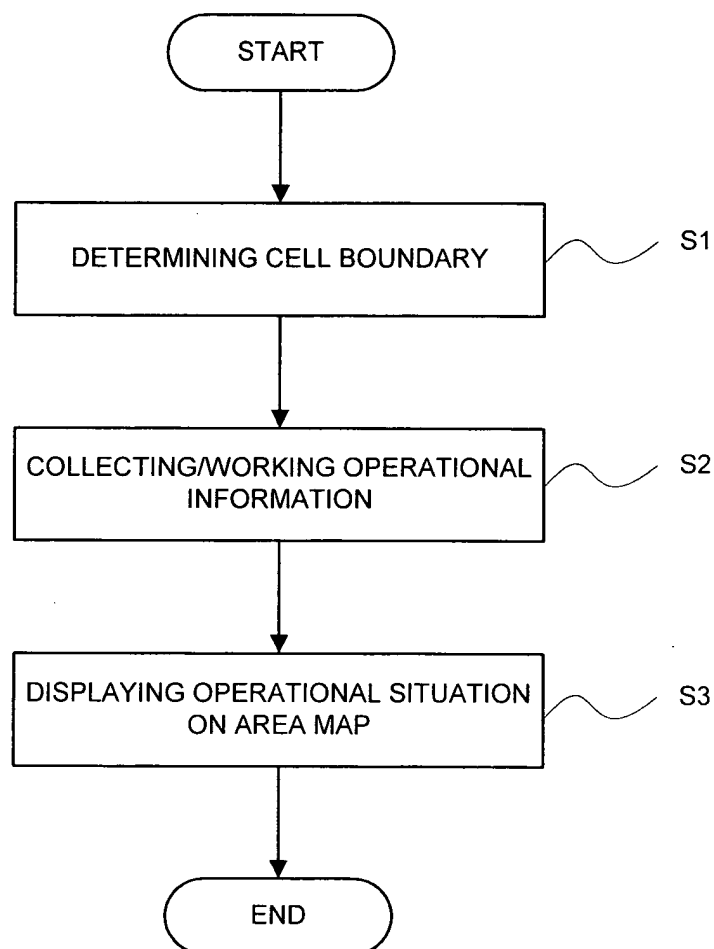 START
DETERMINING CELL BOUNDARY
S1
COLLECTING/WORKING OPERATIONAL
INFORMATION
S2
DISPLAYING OPERATIONAL SITUATION
ON AREA MAP
S3
END